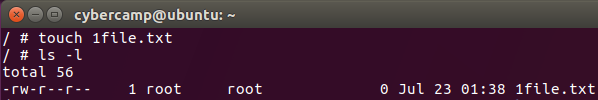 cybercamp@ubuntu: ~
/ # touch 1file.txt
/ # ls -l
total 56
-rw-r--r--    1 root     root             0 Jul 23 01:38 1file.txt